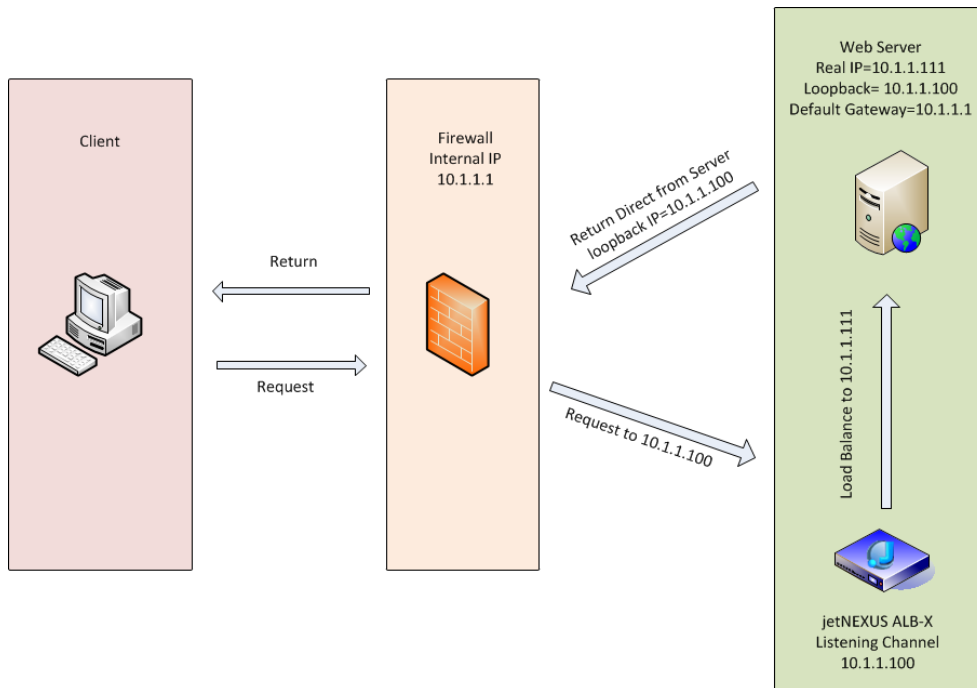 Client
Firewall
Internal IP
10.1.1.1
Return
Request
Return Direct from Server
loopback IP=10.1.1.100
Request to 10.1.1.100
Web Server
Real IP=10.1.1.111
Loopback= 10.1.1.100
Default Gateway=10.1.1.1
Load Balance to 10.1.1.111
jetNEXUS ALB-X
Listening Channel
10.1.1.100